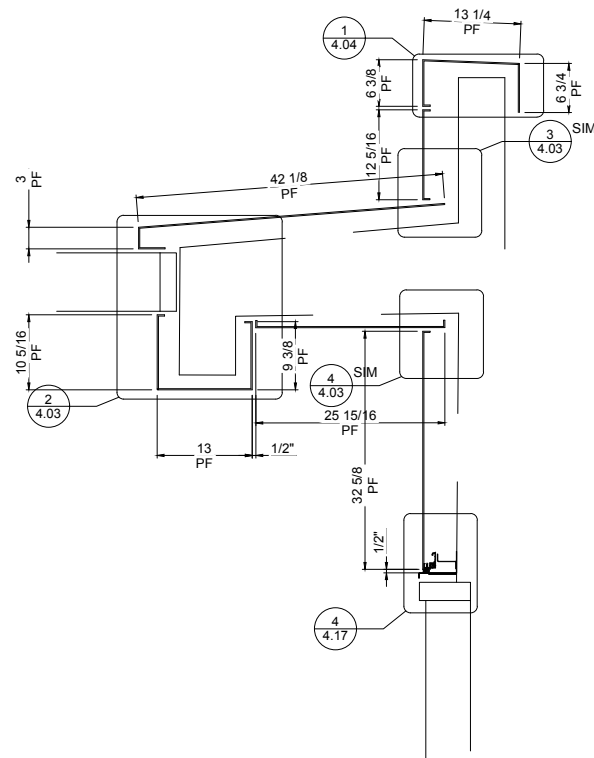 13 1/4
PF
1
4.04
6 3/8
PF
6 3/4
PF
12 5/16
PF
SIM
3
4.03
42 1/8
PF
3
PF
10 5/16
PF
9 3/8
PF
SIM
4
4.03
2
4.03
25 15/16
PF
13
PF
1/2"
32 5/8
PF
1/2"
4
4.17